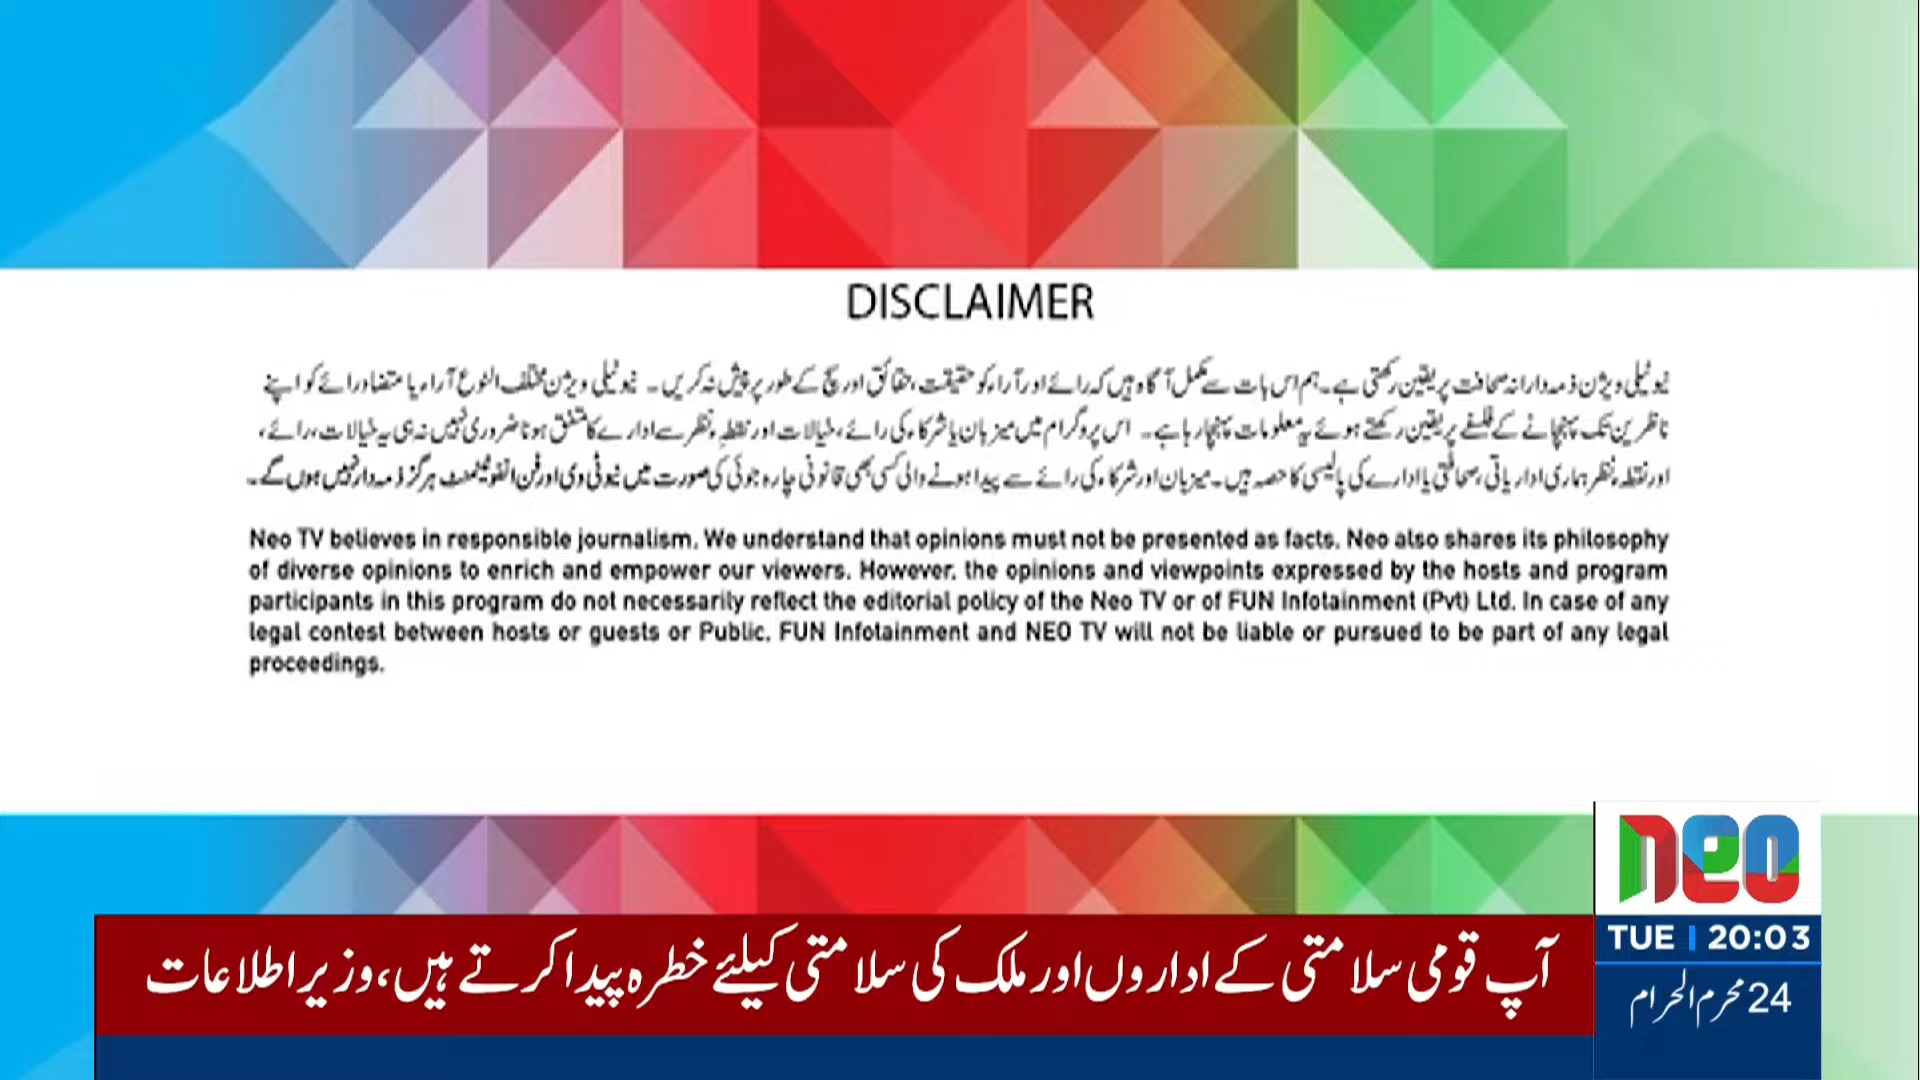 DISCLAIMER
نیو ٹیلی ویژن ذمہ دارانہ صحافت پر یقین رکھتی ہے۔ ہم اس بات سے مکمل آگاہ ہیں کہ رائے اور آراء کو حقیقت، حقائق اور سچ کے طور پر پیش نہ کریں۔ نیو ٹیلی ویژن مختلف النوع آراء یا متضاد رائے کو اپنے
ناظرین تک پہنچانے کے فلسفے پر یقین رکھتے ہوئے یہ معلومات پہنچا رہا ہے۔ اس پروگرام میں میزبان یا شرکاء کی رائے، خیالات اور نقطہ نظر سے ادارے کا متفق ہونا ضروری نہیں نہ ہی یہ خیالات، رائے،
اور نقطہ نظر ہماری اداریاتی، صحافتی یا ادارے کی پالیسی کا حصہ ہیں۔ میزبان اور شرکاء کی رائے سے پیدا ہونے والی کسی بھی قانونی چارہ جوئی کی صورت میں نیو ٹی وی اور فن انفوٹینمنٹ ہرگز ذمہ دار نہیں ہوں گے۔
Neo TV believes in responsible journalism. We understand that opinions must not be presented as facts. Neo also shares its philosophy
of diverse opinions to enrich and empower our viewers. However, the opinions and viewpoints expressed by the hosts and program
participants in this program do not necessarily reflect the editorial policy of the Neo TV or of FUN Infotainment (Pvt) Ltd. In case of any
legal contest between hosts or guests or Public, FUN Infotainment and NEO TV will not be liable or pursued to be part of any legal
proceedings.
neo
TUE | 20:03
24 محرم الحرام
آپ قومی سلامتی کے اداروں اور ملک کی سلامتی کیلئے خطرہ پیدا کرتے ہیں، وزیر اطلاعات